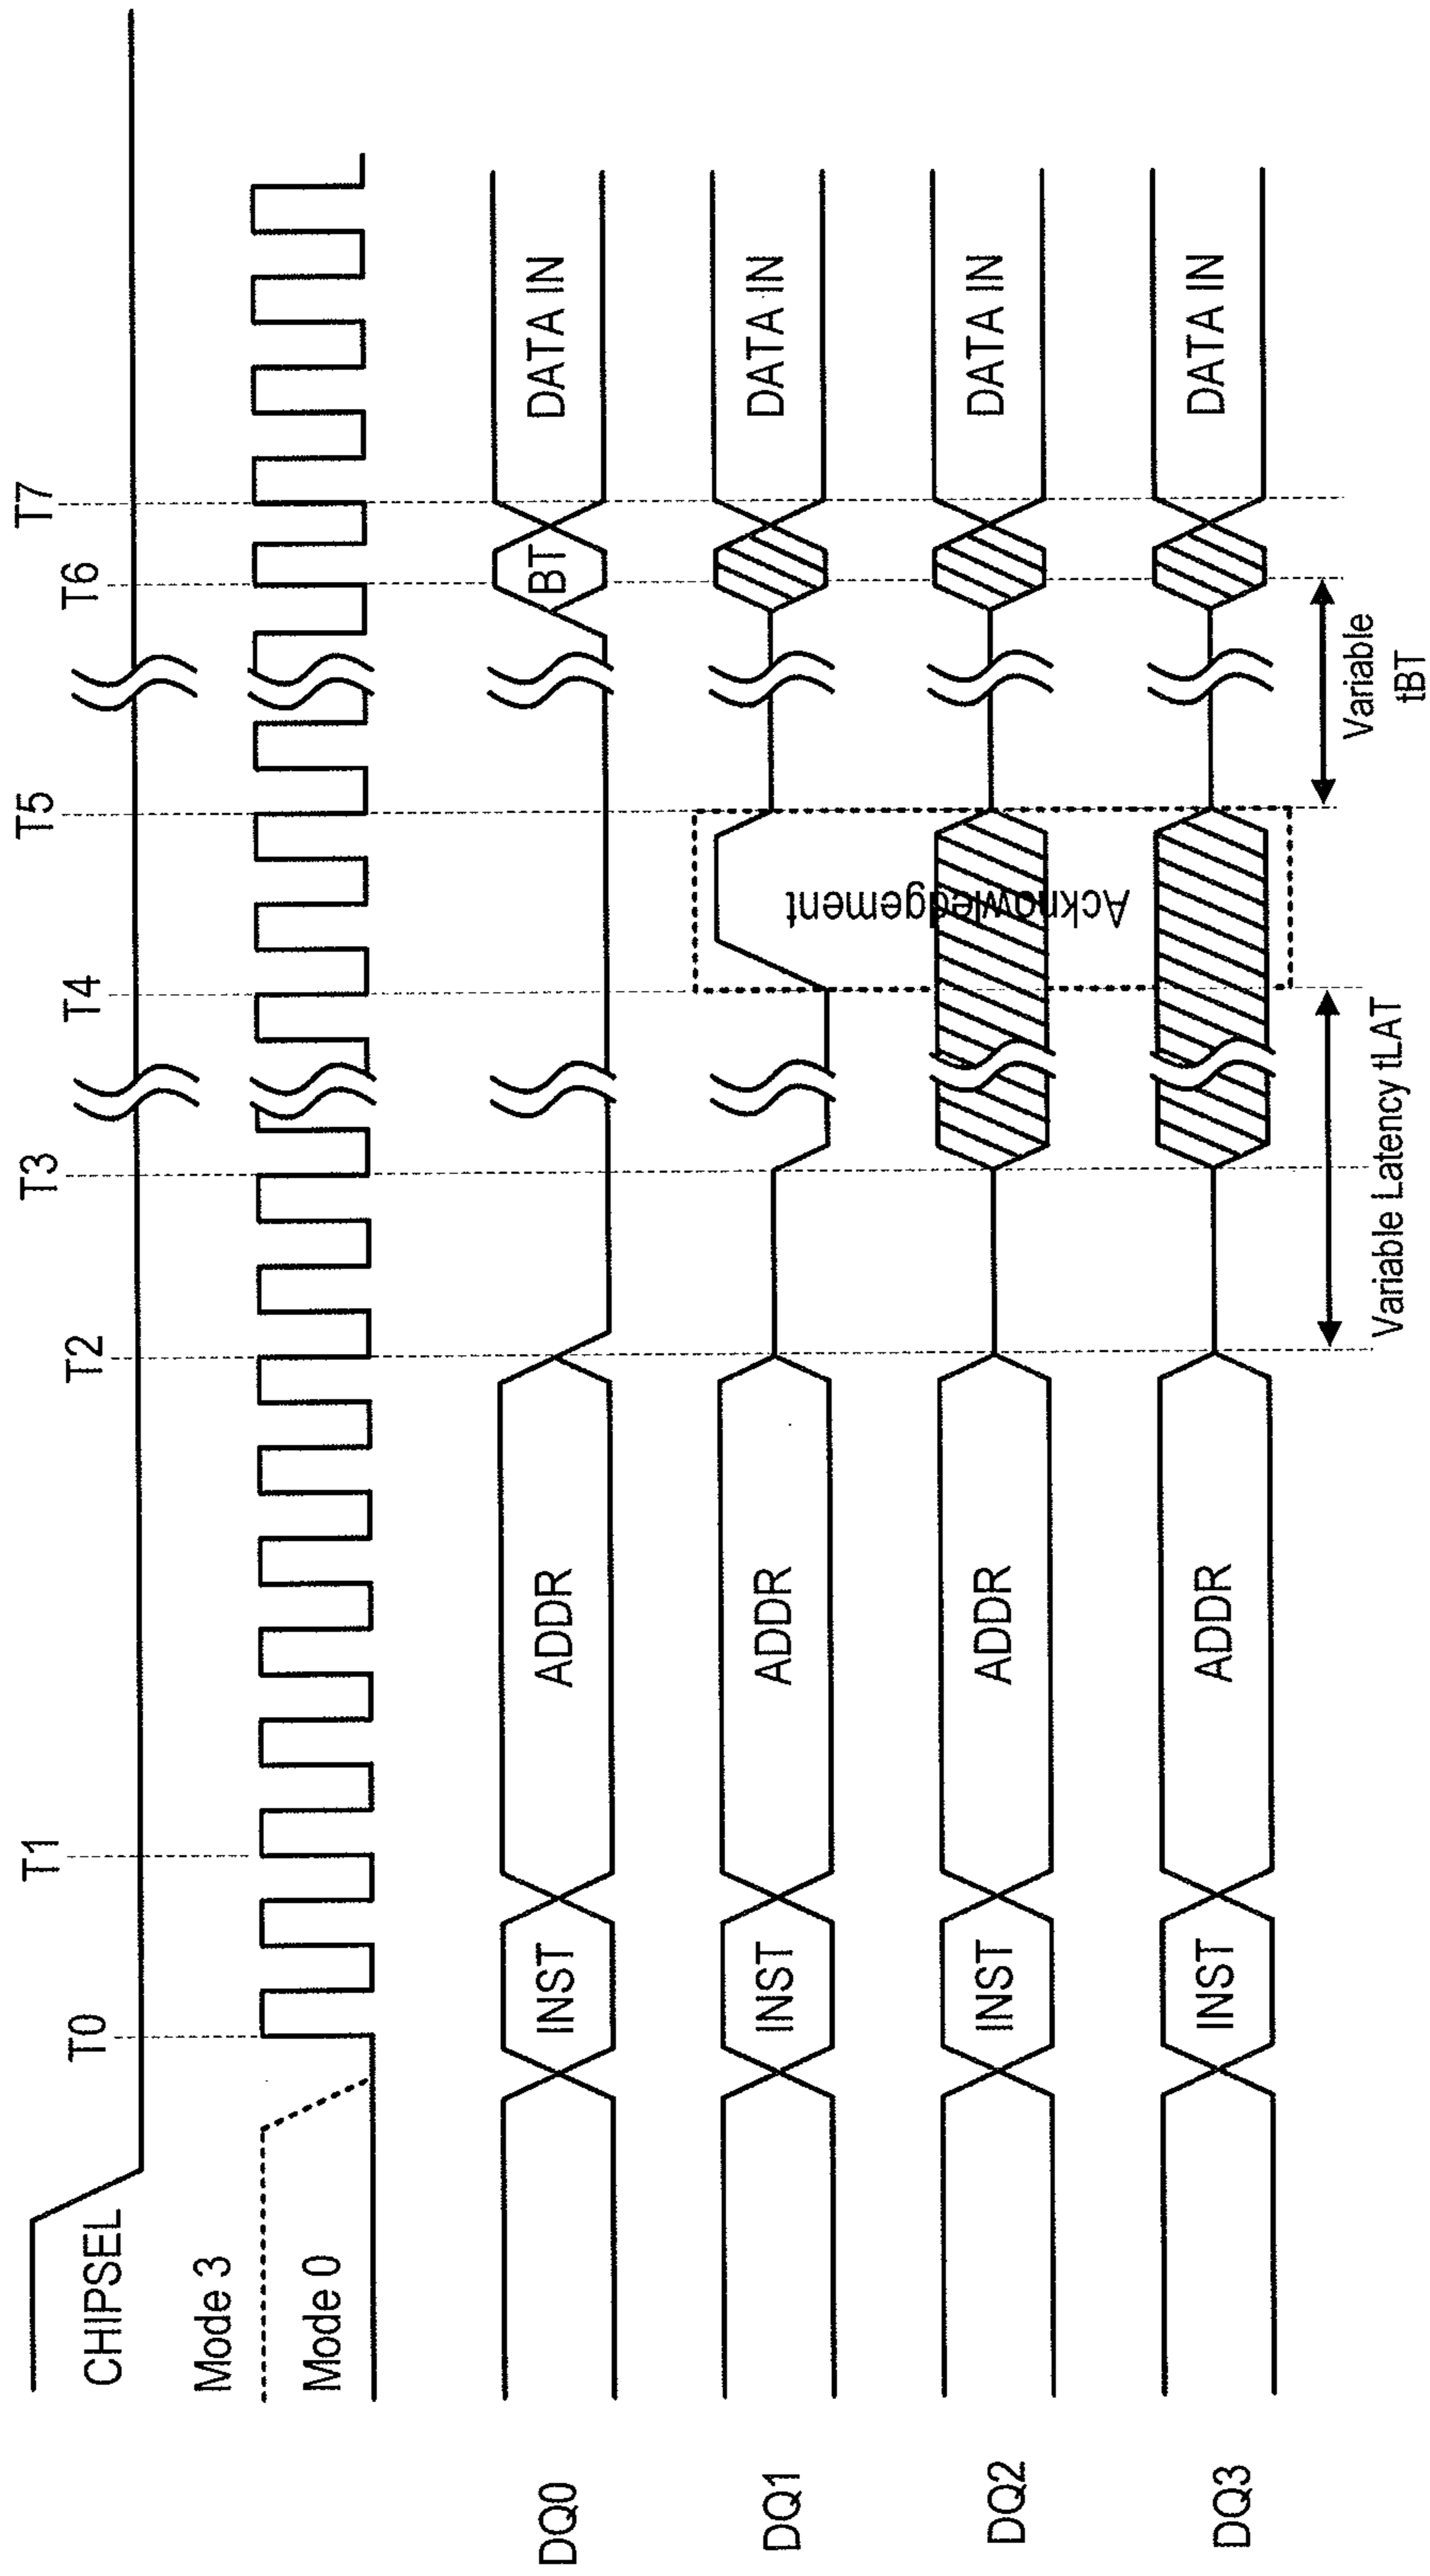 T0 T1 T2 T3 T4 T5 T6 T7
CHIPSEL
Mode 3
Mode 0
DQ0 INST ADDR BT DATA IN
DQ1 INST ADDR DATA IN
Acknowledgement
DQ2 INST ADDR DATA IN
DQ3 INST ADDR DATA IN
Variable Latency tLAT
Variable
tBT